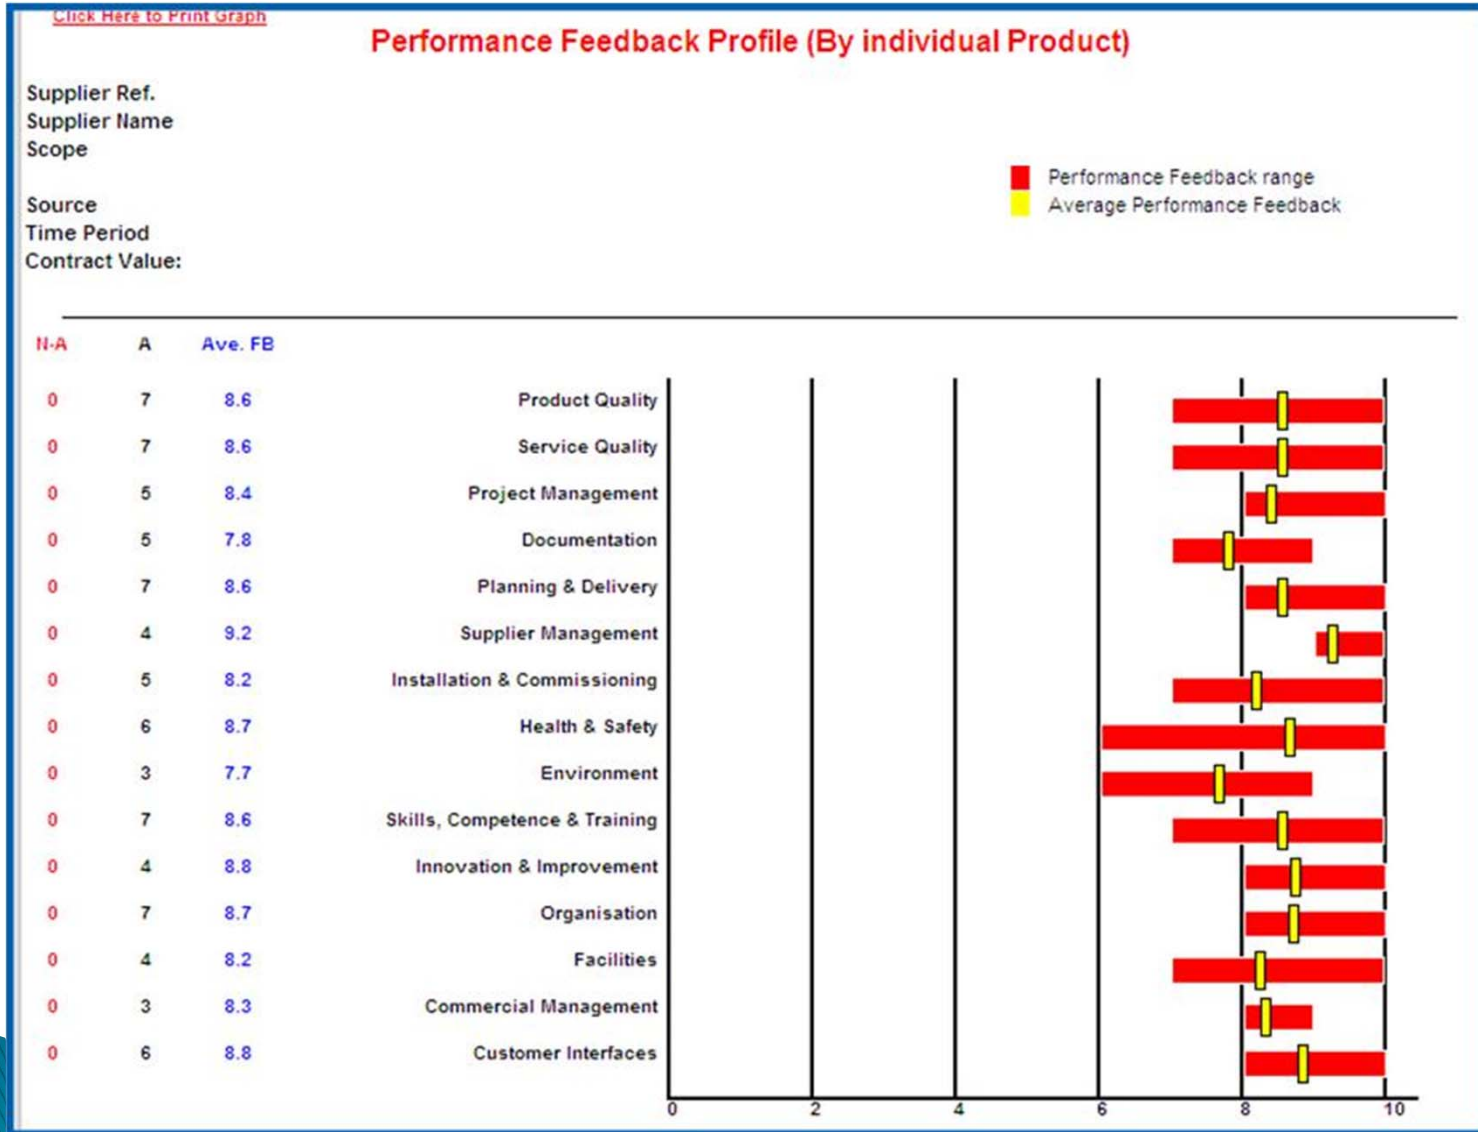 Click Here to Print Graph
Performance Feedback Profile (By individual Product)
Supplier Ref.
Supplier Name
Scope
Performance Feedback range
Source
Average Performance Feedback
Time Period
Contract Value:
N-A A Ave. FB
0 7 8.6 Product Quality
0 7 8.6 Service Quality
0 5 8.4 Project Management
0 5 7.8 Documentation
0 7 8.6 Planning & Delivery
0 4 9.2 Supplier Management
0 5 8.2 Installation & Commissioning
0 6 8.7 Health & Safety
0 3 7.7 Environment
0 7 8.6 Skills, Competence & Training
0 4 8.8 Innovation & Improvement
0 7 8.7 Organisation
0 4 8.2 Facilities
0 3 8.3 Commercial Management
0 6 8.8 Customer Interfaces
0 2 4 6 8 10